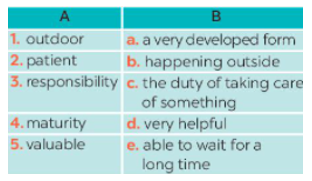 A B
1. outdoor a. a very developed form
2. patient b. happening outside
3. responsibility c. the duty of taking care
of something
4. maturity d. very helpful
5. valuable e. able to wait for a
long time